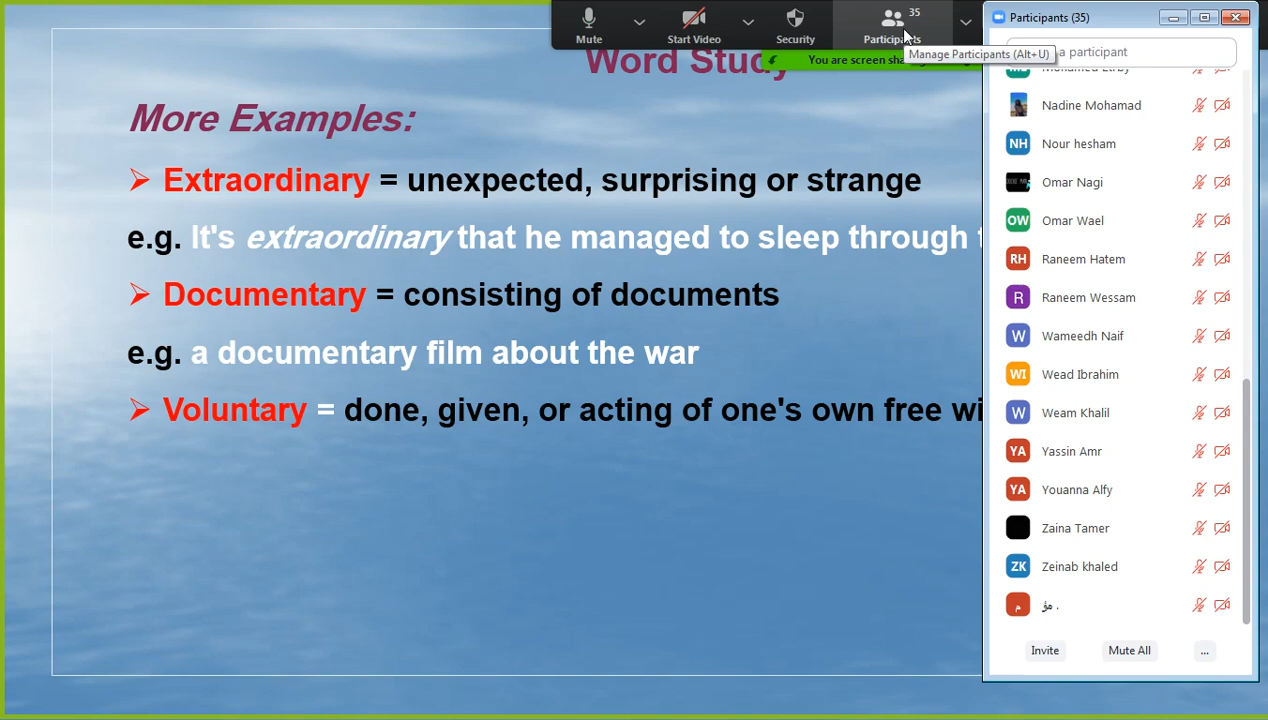 35
Mute
Start Video
Security
Participants
Participants (35)
Manage Participants (Alt+U)
a participant
You are screen
Word Study
More Examples:
Extraordinary = unexpected, surprising or strange
e.g. It's extraordinary that he managed to sleep through
Documentary = consisting of documents
e.g. a documentary film about the war
Voluntary = done, given, or acting of one's own free
Nadine Mohamad
NH Nour hesham
Omar Nagi
OW Omar Wael
RH Raneem Hatem
R Raneem Wessam
W Wameedh Naif
WI Wead Ibrahim
W Weam Khalil
YA Yassin Amr
YA Youanna Alfy
Zaina Tamer
ZK Zeinab khaled
م مؤ .
Invite
Mute All
...